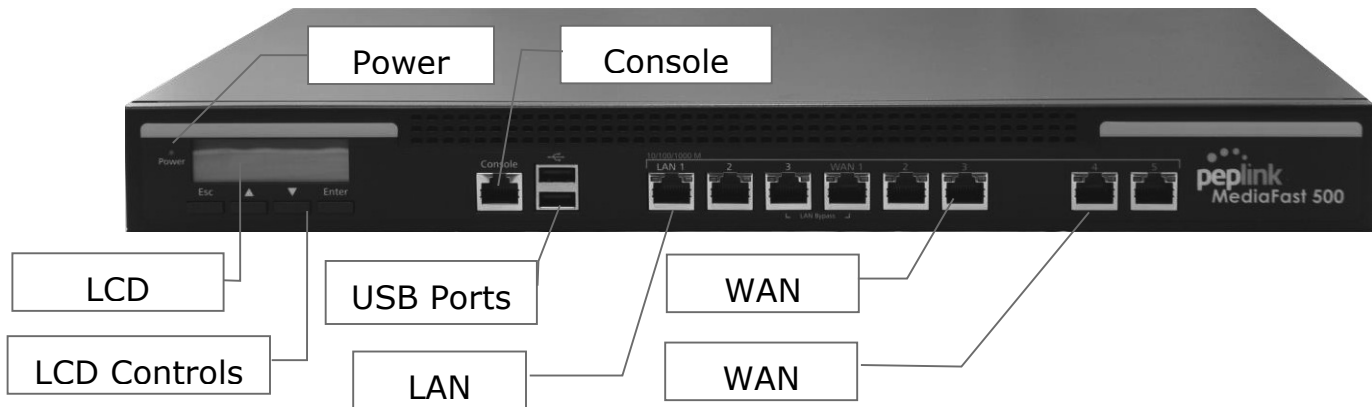 Power
Console
10/100/1000 M
Power
Console
LAN 1 2 3 WAN 1 2 3 4 5
Esc ▲ ▼ Enter
LAN Bypass
peplink
MediaFast 500
LCD
USB Ports
WAN
LCD Controls
LAN
WAN